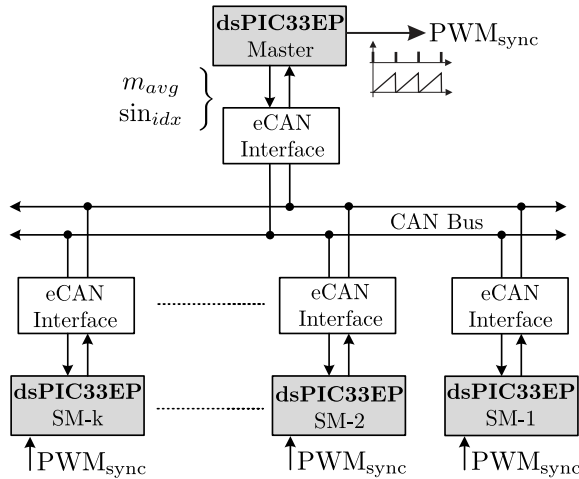 dsPIC33EP
Master
PWMsync
mavg
sinidx
eCAN
Interface
CAN Bus
eCAN
Interface
eCAN
Interface
eCAN
Interface
dsPIC33EP
SM-k
dsPIC33EP
SM-2
dsPIC33EP
SM-1
PWMsync
PWMsync
PWMsync